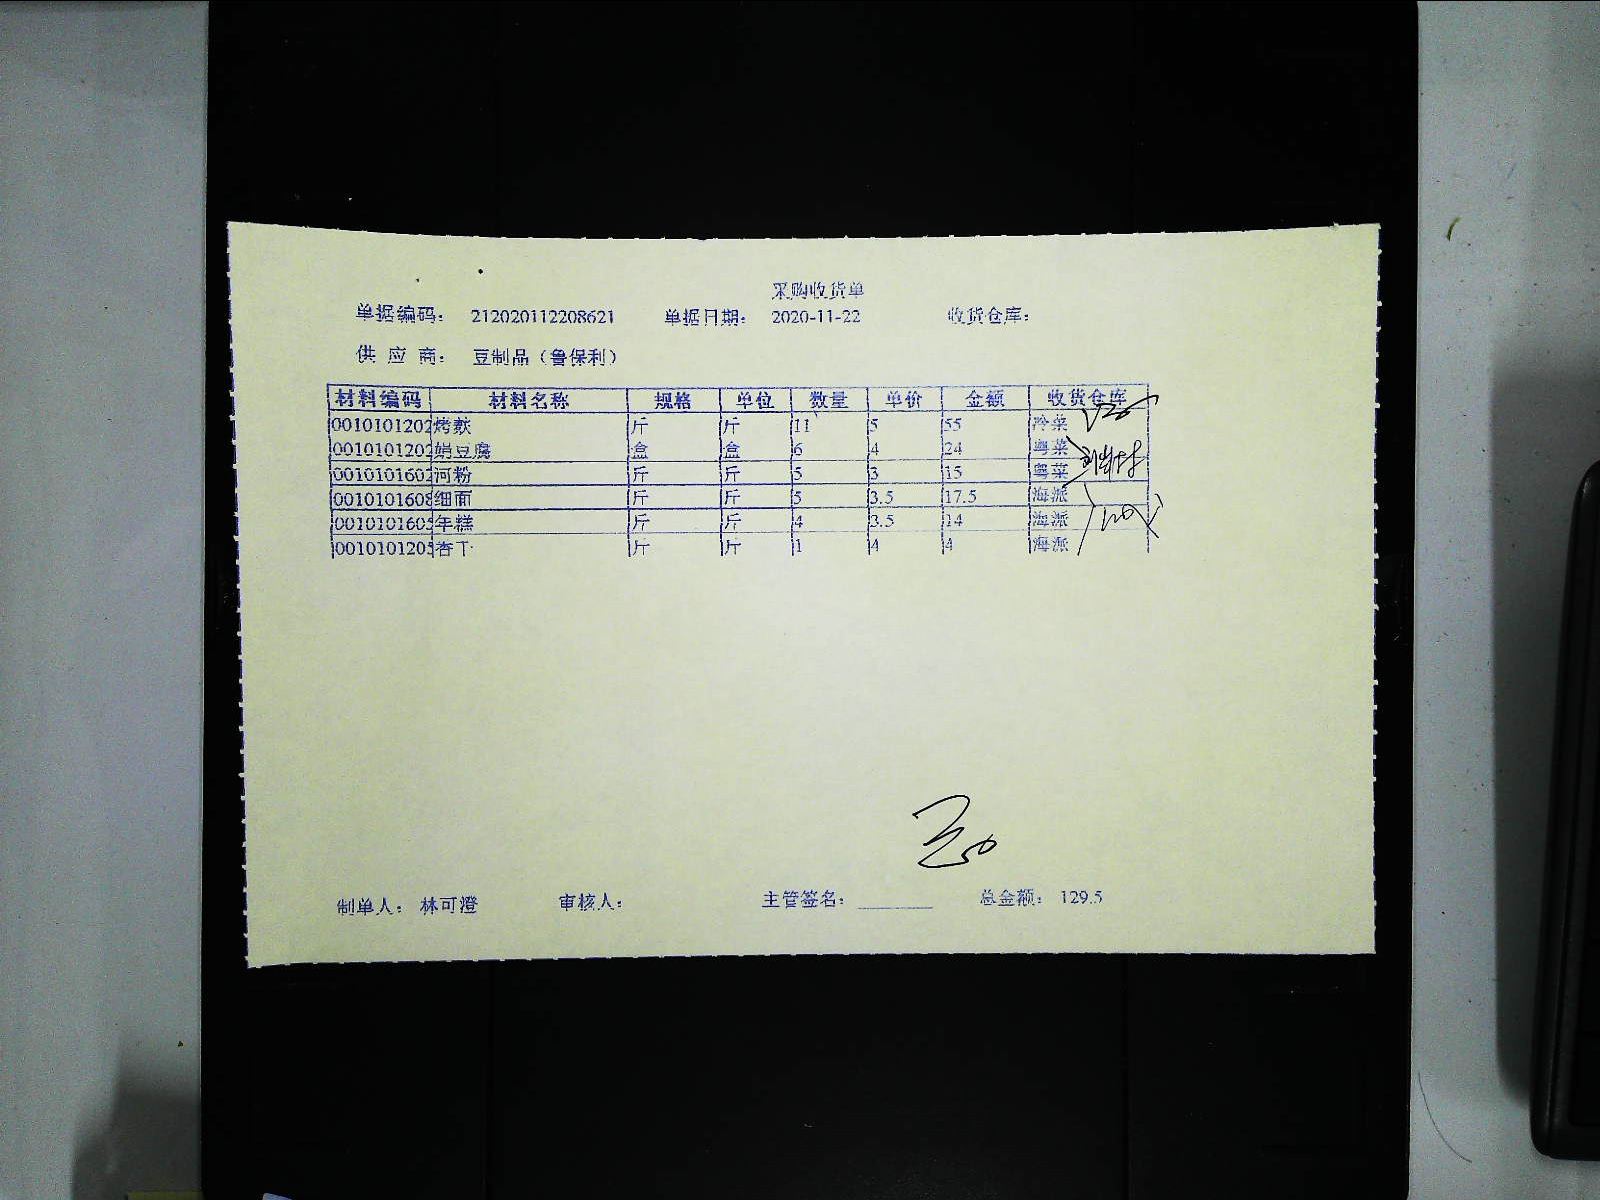 采购收货单
单据编码： 212020112208621 单据日期： 2020-11-22 收货仓库：
供 应 商： 豆制品（鲁保利）
材料编码 材料名称 规格 单位 数量 单价 金额 收货仓库
0010101202 烤麸 斤 斤 11 5 55 冷菜
0010101202 娟豆腐 盒 盒 6 4 24 粤菜
0010101602 河粉 斤 斤 5 3 15 粤菜
0010101608 细面 斤 斤 5 3.5 17.5 海派
0010101605 年糕 斤 斤 4 3.5 14 海派
0010101205 香干 斤 斤 1 4 4 海派
制单人： 林可澄 审核人： 主管签名： 总金额： 129.5